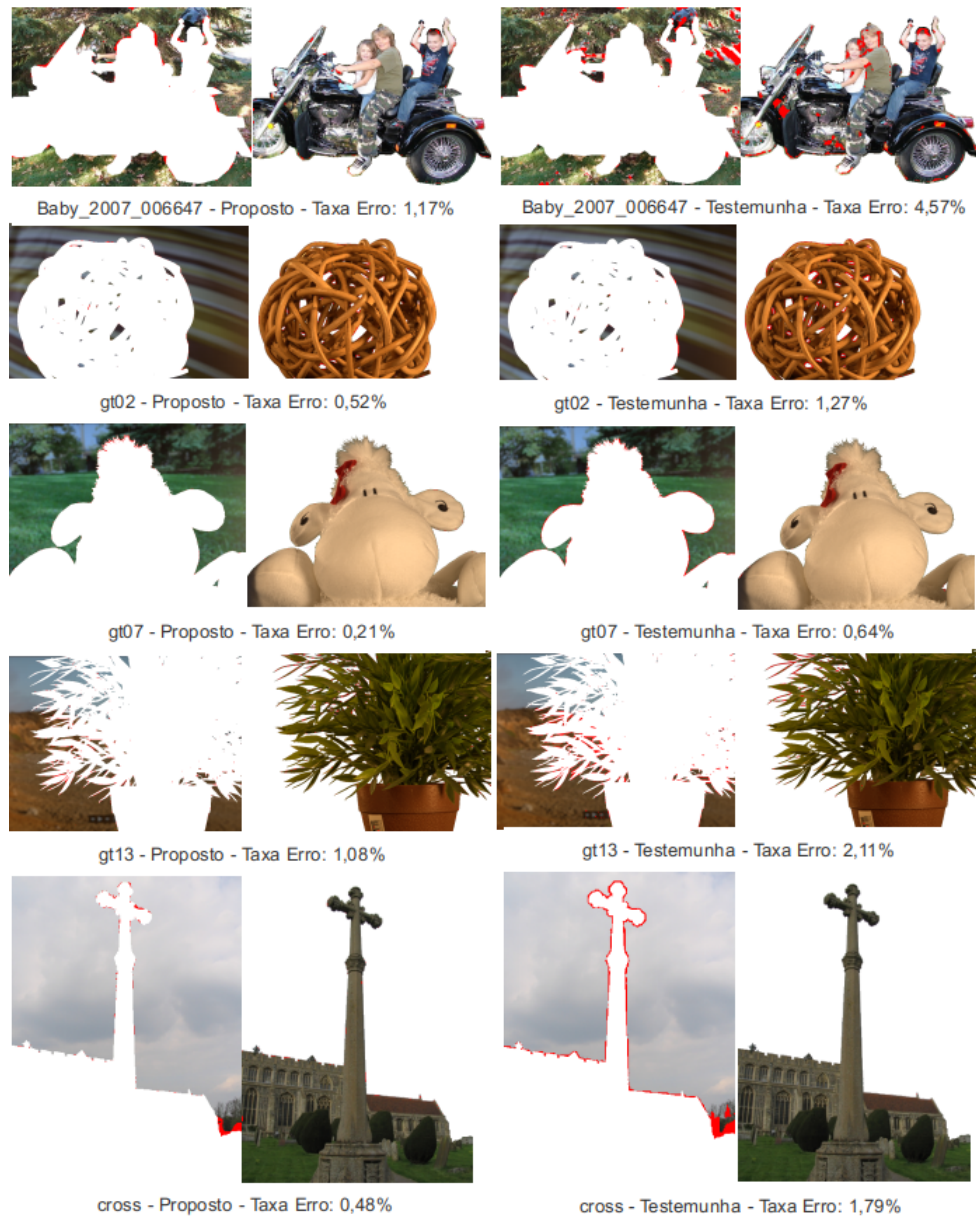 Baby_2007_006647 - Proposto - Taxa Erro: 1,17%
Baby_2007_006647 - Testemunha - Taxa Erro: 4,57%
gt02 - Proposto - Taxa Erro: 0,52%
gt02 - Testemunha - Taxa Erro: 1,27%
gt07 - Proposto - Taxa Erro: 0,21%
gt07 - Testemunha - Taxa Erro: 0,64%
gt13 - Proposto - Taxa Erro: 1,08%
gt13 - Testemunha - Taxa Erro: 2,11%
cross - Proposto - Taxa Erro: 0,48%
cross - Testemunha - Taxa Erro: 1,79%